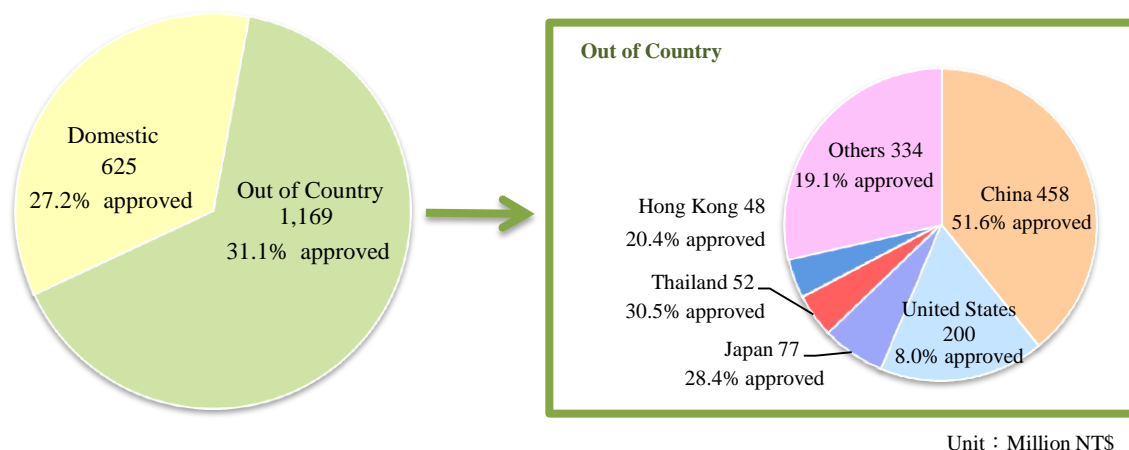 Domestic
625
27.2% approved
Out of Country
1,169
31.1% approved
Out of Country
Others 334
19.1% approved
China 458
51.6% approved
Hong Kong 48
20.4% approved
Thailand 52
30.5% approved
United States
200
8.0% approved
Japan 77
28.4% approved
Unit：Million NT$